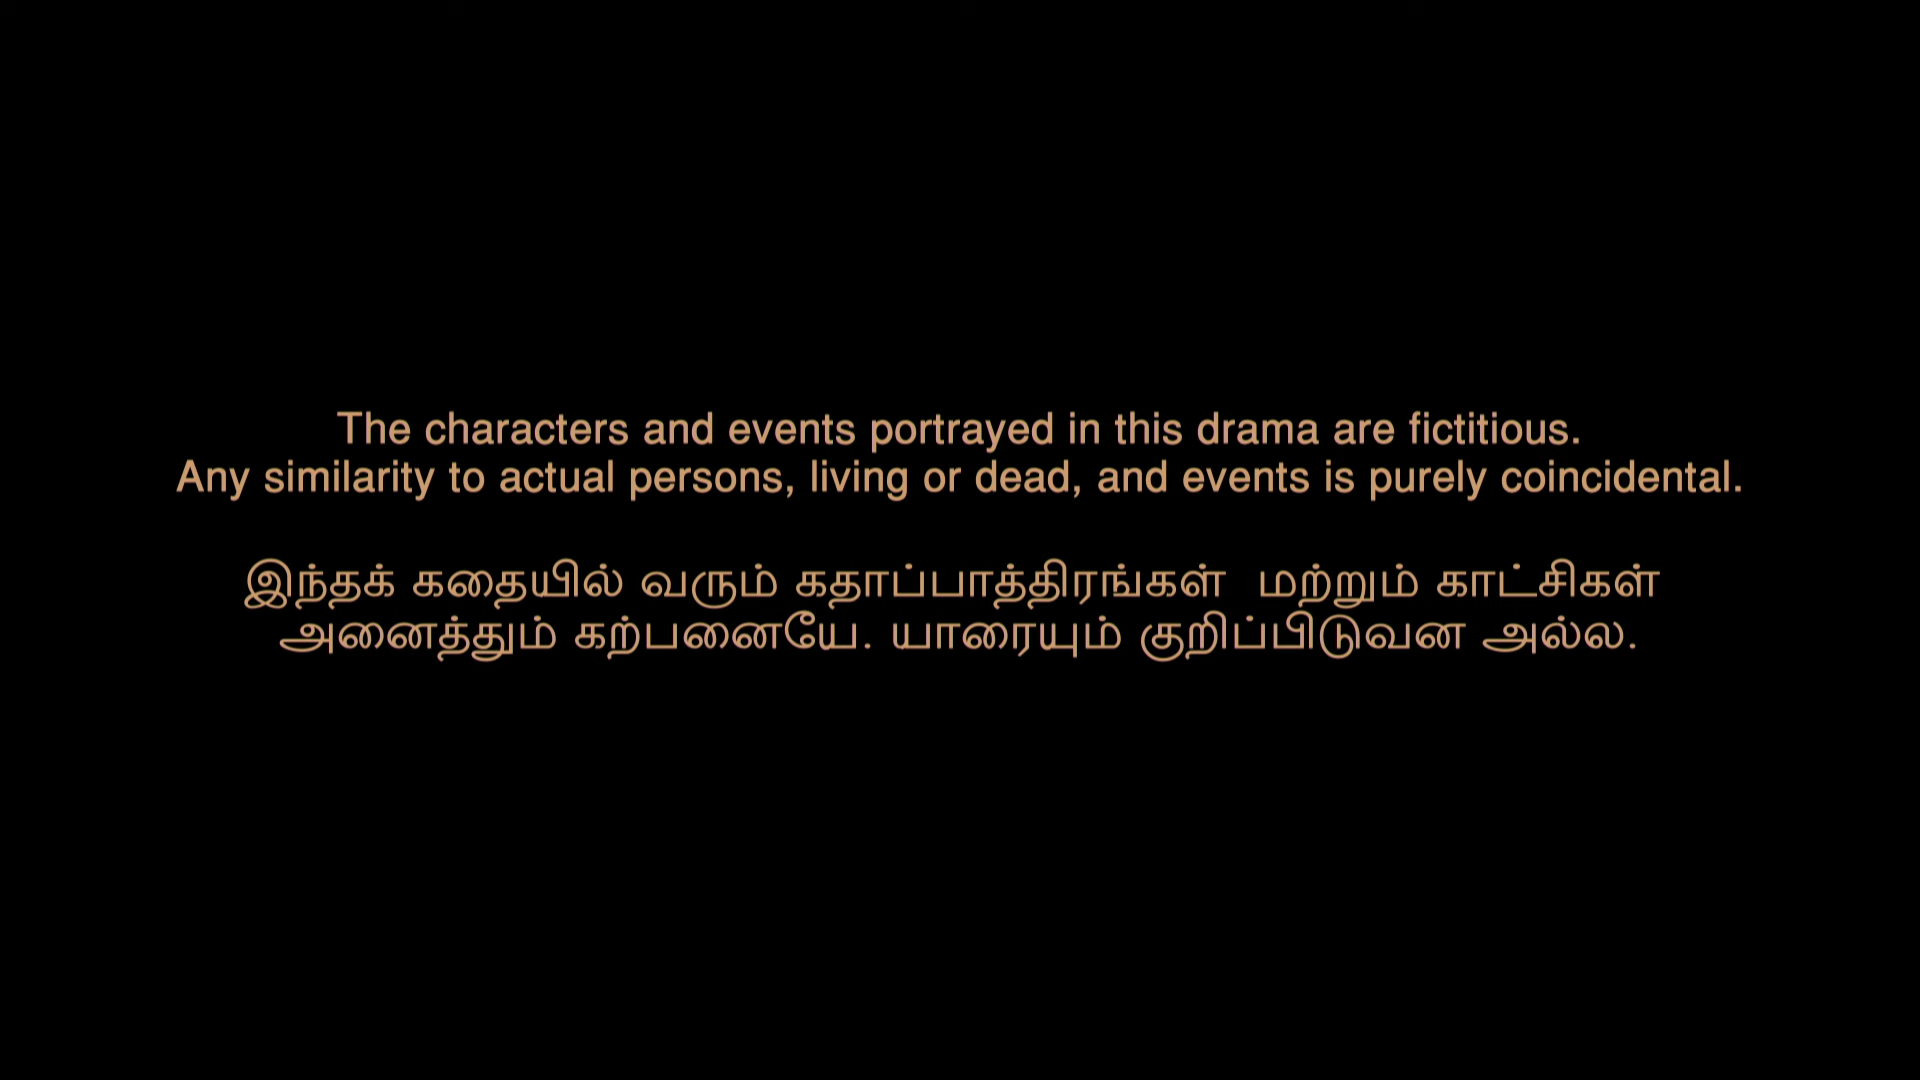 The characters and events portrayed in this drama are fictitious.
Any similarity to actual persons, living or dead, and events is purely coincidental.
இந்தக் கதையில் வரும் கதாப்பாத்திரங்கள் மற்றும் காட்சிகள்
அனைத்தும் கற்பனையே. யாரையும் குறிப்பிடுவன அல்ல.